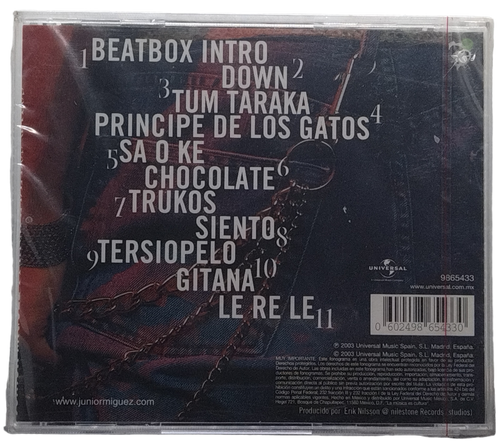 1 BEATBOX INTRO
DOWN 2
3 TUM TARAKA
PRINCIPE DE LOS GATOS 4
5 SA O KE
CHOCOLATE 6
7 TRUKOS
SIENTO 8
9 TERSIOPELO
GITANA 10
LE RE LE 11
UNIVERSAL
9865433
www.universal.com.mx
0 602498 654330
℗ 2003 Universal Music Spain, S.L. Madrid, España
© 2003 Universal Music Spain, S.L. Madrid, España
www.juniormiguez.com
Producido por: Erik Nilsson @ milestone Records studios)